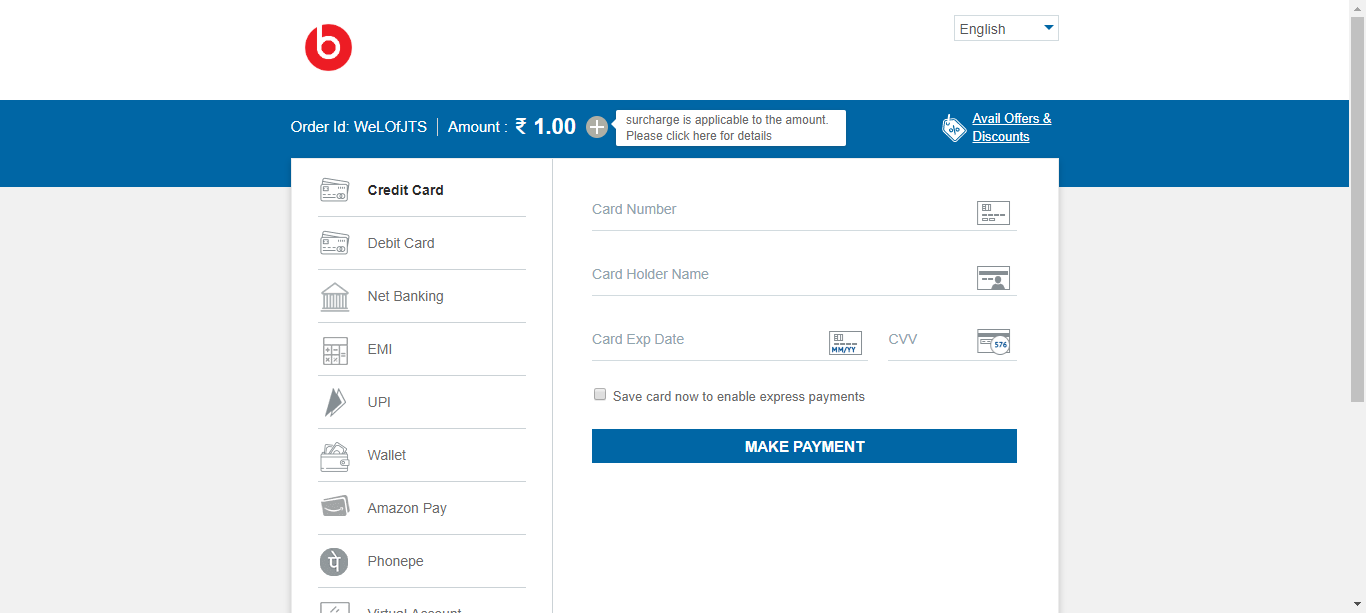 b
English
Order Id: WeLOfJTS | Amount : ₹ 1.00
surcharge is applicable to the amount.
Please click here for details
Avail Offers &
Discounts
Credit Card
Debit Card
Net Banking
EMI
UPI
Wallet
Amazon Pay
पे
Phonepe
Virtual Account
Card Number
Card Holder Name
Card Exp Date
MM/YY
CVV
576
Save card now to enable express payments
MAKE PAYMENT